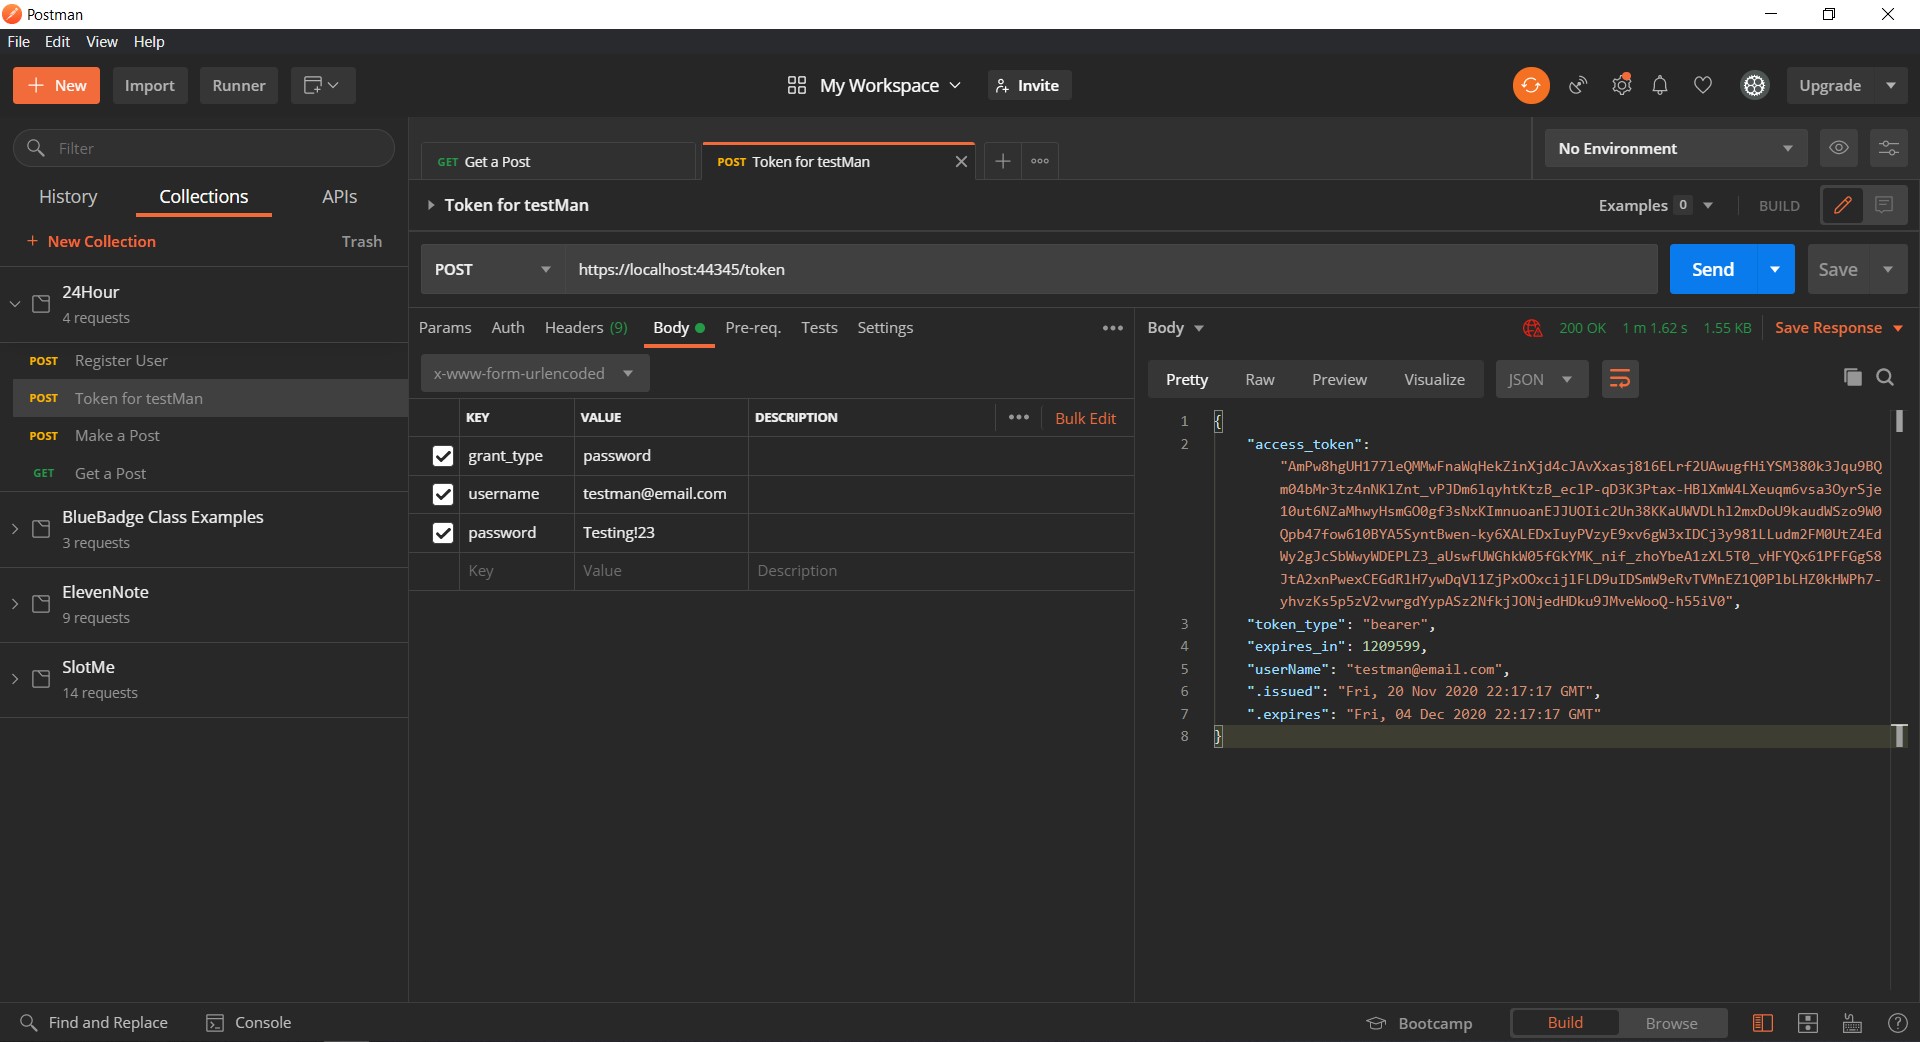 Postman
File Edit View Help
New Import Runner My Workspace Invite Upgrade
Filter
History Collections APIs
+ New Collection Trash
24Hour
4 requests
POST Register User
POST Token for testMan
POST Make a Post
GET Get a Post
BlueBadge Class Examples
3 requests
ElevenNote
9 requests
SlotMe
14 requests
GET Get a Post POST Token for testMan
No Environment
Token for testMan
Examples 0 BUILD
POST https://localhost:44345/token Send Save
Params Auth Headers (9) Body Pre-req. Tests Settings
x-www-form-urlencoded
KEY VALUE DESCRIPTION Bulk Edit
grant_type password
username testman@email.com
password Testing!23
Key Value Description
Body 200 OK 1 m 1.62 s 1.55 KB Save Response
Pretty Raw Preview Visualize JSON
1 {
2 "access_token":
3 "token_type": "bearer",
4 "expires_in": 1209599,
5 "userName": "testman@email.com",
6 ".issued": "Fri, 20 Nov 2020 22:17:17 GMT",
7 ".expires": "Fri, 04 Dec 2020 22:17:17 GMT"
8 }
Find and Replace Console Bootcamp Build Browse